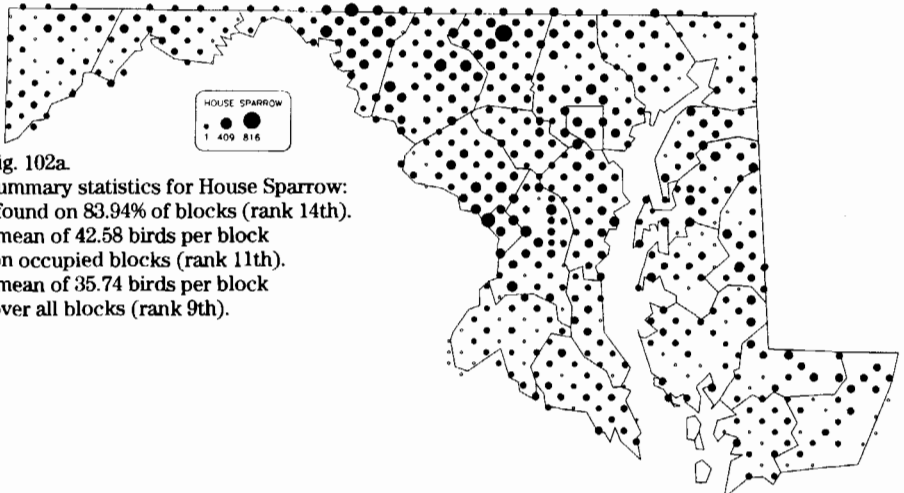 HOUSE SPARROW
1 409 816
ig. 102a.
ummary statistics for House Sparrow:
found on 83.94% of blocks (rank 14th).
mean of 42.58 birds per block
on occupied blocks (rank 11th).
mean of 35.74 birds per block
ver all blocks (rank 9th).